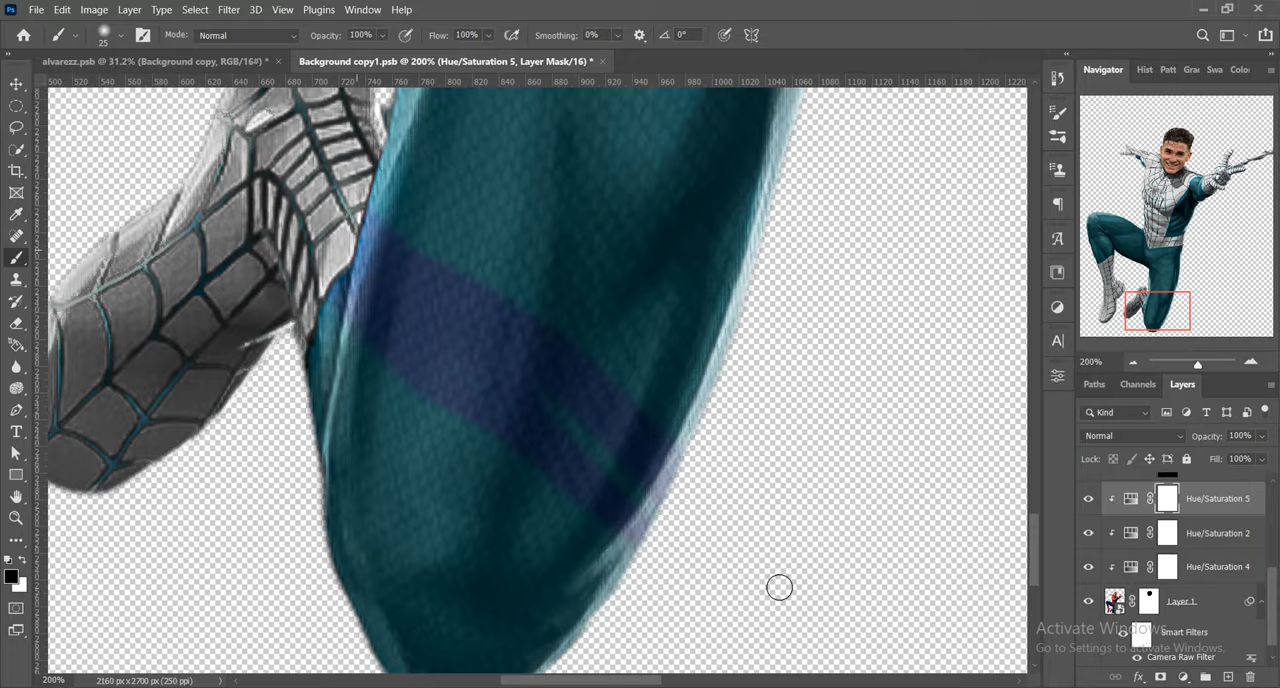 Ps File Edit Image Layer Type Select Filter 3D View Plugins Window Help
25 Mode: Normal Opacity: 100% Flow: 100% Smoothing: 0% 0°
alvarezz.psb @ 31.2% (Background copy, RGB/16#) * × Background copy1.psb @ 200% (Hue/Saturation 5, Layer Mask/16) * ×
500 520 540 560 580 600 620 640 660 680 700 720 740 760 780 800 820 840 860 880 900 920 940 960 980 1000 1020 1040 1060 1080 1100 1120 1140 1160 1180 1200 1220
Navigator Hist Patt Gra Swa Colo
200%
Paths Channels Layers
Kind
Normal Opacity: 100%
Lock: Fill: 100%
Hue/Saturation 5
Hue/Saturation 2
Hue/Saturation 4
Layer 1
Smart Filters
Camera Raw Filter
Activate Windows
Go to Settings to activate Windows.
200% 2160 px x 2700 px (250 ppi)